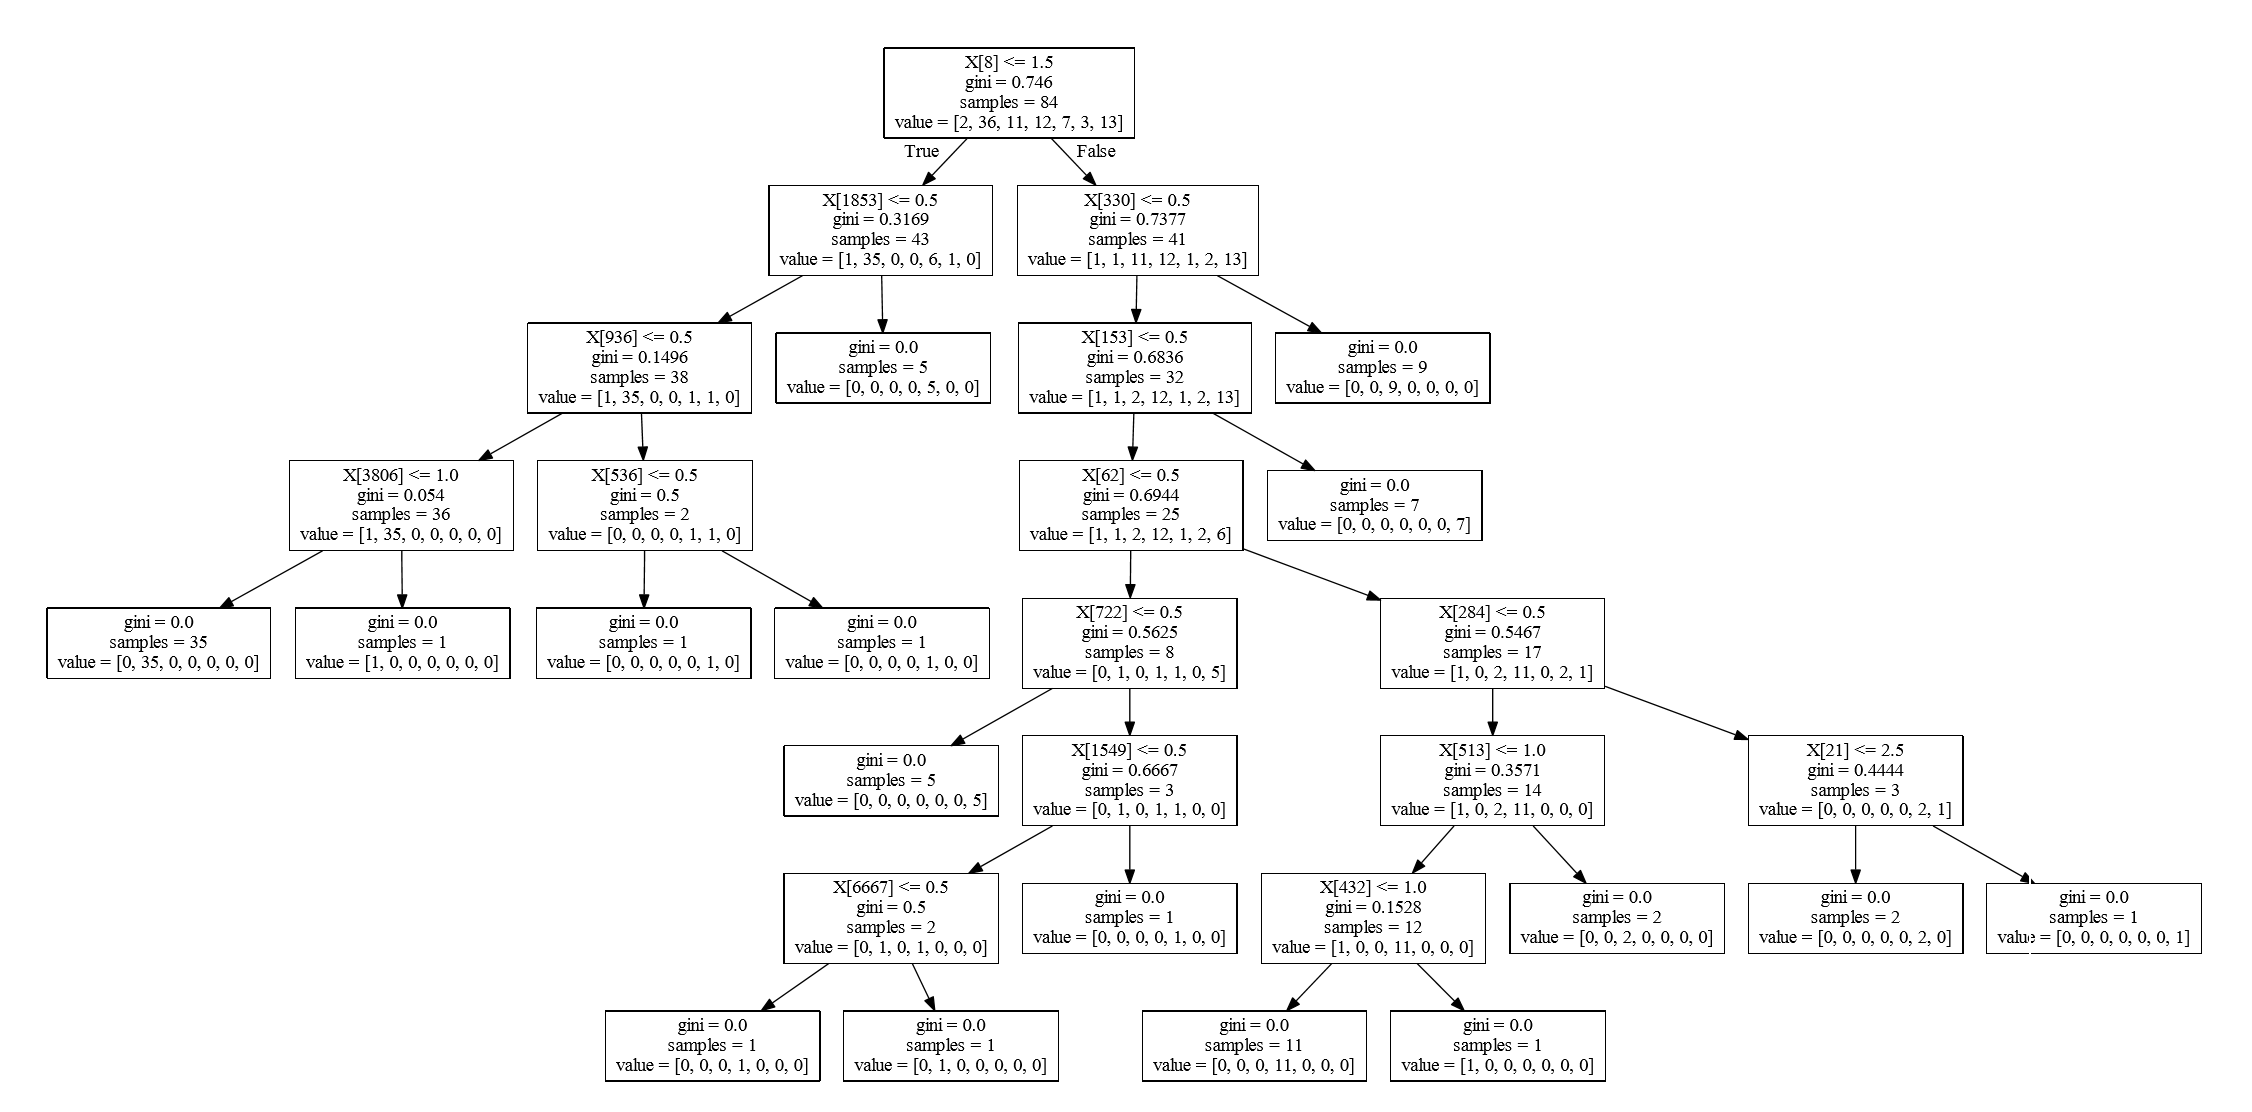 X[8] <= 1.5
gini = 0.746
samples = 84
value = [2, 36, 11, 12, 7, 3, 13]
True
False
X[1853] <= 0.5
gini = 0.3169
samples = 43
value = [1, 35, 0, 0, 6, 1, 0]
X[330] <= 0.5
gini = 0.7377
samples = 41
value = [1, 1, 11, 12, 1, 2, 13]
X[936] <= 0.5
gini = 0.1496
samples = 38
value = [1, 35, 0, 0, 1, 1, 0]
gini = 0.0
samples = 5
value = [0, 0, 0, 0, 5, 0, 0]
X[153] <= 0.5
gini = 0.6836
samples = 32
value = [1, 1, 2, 12, 1, 2, 13]
gini = 0.0
samples = 9
value = [0, 0, 9, 0, 0, 0, 0]
X[3806] <= 1.0
gini = 0.054
samples = 36
value = [1, 35, 0, 0, 0, 0, 0]
X[536] <= 0.5
gini = 0.5
samples = 2
value = [0, 0, 0, 0, 1, 1, 0]
X[62] <= 0.5
gini = 0.6944
samples = 25
value = [1, 1, 2, 12, 1, 2, 6]
gini = 0.0
samples = 7
value = [0, 0, 0, 0, 0, 0, 7]
gini = 0.0
samples = 35
value = [0, 35, 0, 0, 0, 0, 0]
gini = 0.0
samples = 1
value = [1, 0, 0, 0, 0, 0, 0]
gini = 0.0
samples = 1
value = [0, 0, 0, 0, 0, 1, 0]
gini = 0.0
samples = 1
value = [0, 0, 0, 0, 1, 0, 0]
X[722] <= 0.5
gini = 0.5625
samples = 8
value = [0, 1, 0, 1, 1, 0, 5]
X[284] <= 0.5
gini = 0.5467
samples = 17
value = [1, 0, 2, 11, 0, 2, 1]
gini = 0.0
samples = 5
value = [0, 0, 0, 0, 0, 0, 5]
X[1549] <= 0.5
gini = 0.6667
samples = 3
value = [0, 1, 0, 1, 1, 0, 0]
X[513] <= 1.0
gini = 0.3571
samples = 14
value = [1, 0, 2, 11, 0, 0, 0]
X[21] <= 2.5
gini = 0.4444
samples = 3
value = [0, 0, 0, 0, 0, 2, 1]
X[6667] <= 0.5
gini = 0.5
samples = 2
value = [0, 1, 0, 1, 0, 0, 0]
gini = 0.0
samples = 1
value = [0, 0, 0, 0, 1, 0, 0]
X[432] <= 1.0
gini = 0.1528
samples = 12
value = [1, 0, 0, 11, 0, 0, 0]
gini = 0.0
samples = 2
value = [0, 0, 2, 0, 0, 0, 0]
gini = 0.0
samples = 2
value = [0, 0, 0, 0, 0, 2, 0]
gini = 0.0
samples = 1
value = [0, 0, 0, 0, 0, 0, 1]
gini = 0.0
samples = 1
value = [0, 0, 0, 1, 0, 0, 0]
gini = 0.0
samples = 1
value = [0, 1, 0, 0, 0, 0, 0]
gini = 0.0
samples = 11
value = [0, 0, 0, 11, 0, 0, 0]
gini = 0.0
samples = 1
value = [1, 0, 0, 0, 0, 0, 0]